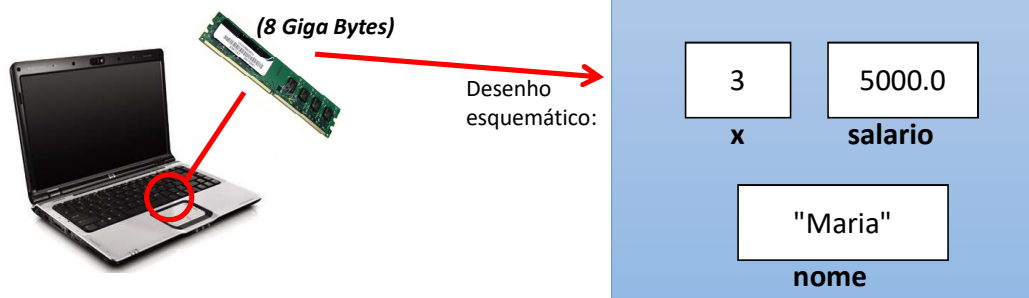 (8 Giga Bytes)
Desenho
esquemático:
3
5000.0
x
salario
"Maria"
nome